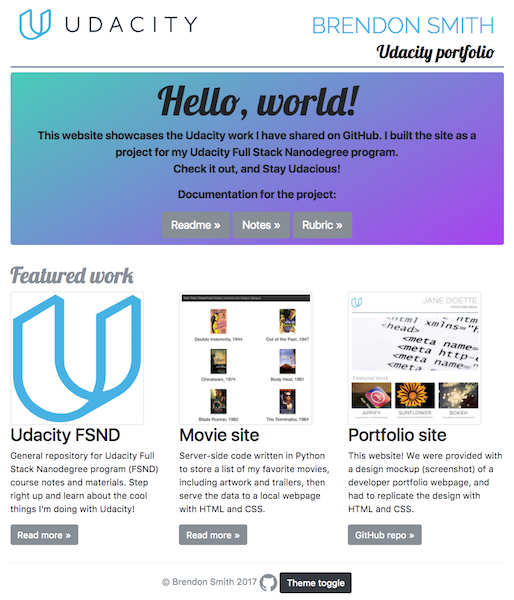 UDACITY
BRENDON SMITH
Udacity portfolio
Hello, world!
This website showcases the Udacity work I have shared on GitHub. I built the site as a
project for my Udacity Full Stack Nanodegree program.
Check it out, and Stay Udacious!
Documentation for the project:
Readme » Notes » Rubric »
Featured work
Double Indemnity, 1944 Out of the Past, 1947
Chinatown, 1974 Body Heat, 1981
Blade Runner, 1982 The Terminator, 1984
JANE DOETTE
<head> xmlns="h
<meta name=
<meta http-e
<meta name=
Featured Work
APPIFY SUNFLOWER BOKEH
Udacity FSND
General repository for Udacity Full
Stack Nanodegree program (FSND)
course notes and materials. Step
right up and learn about the cool
things I'm doing with Udacity!
Read more »
Movie site
Server-side code written in Python
to store a list of my favorite movies,
including artwork and trailers, then
serve the data to a local webpage
with HTML and CSS.
Read more »
Portfolio site
This website! We were provided with
a design mockup (screenshot) of a
developer portfolio webpage, and
had to replicate the design with
HTML and CSS.
GitHub repo »
© Brendon Smith 2017 Theme toggle